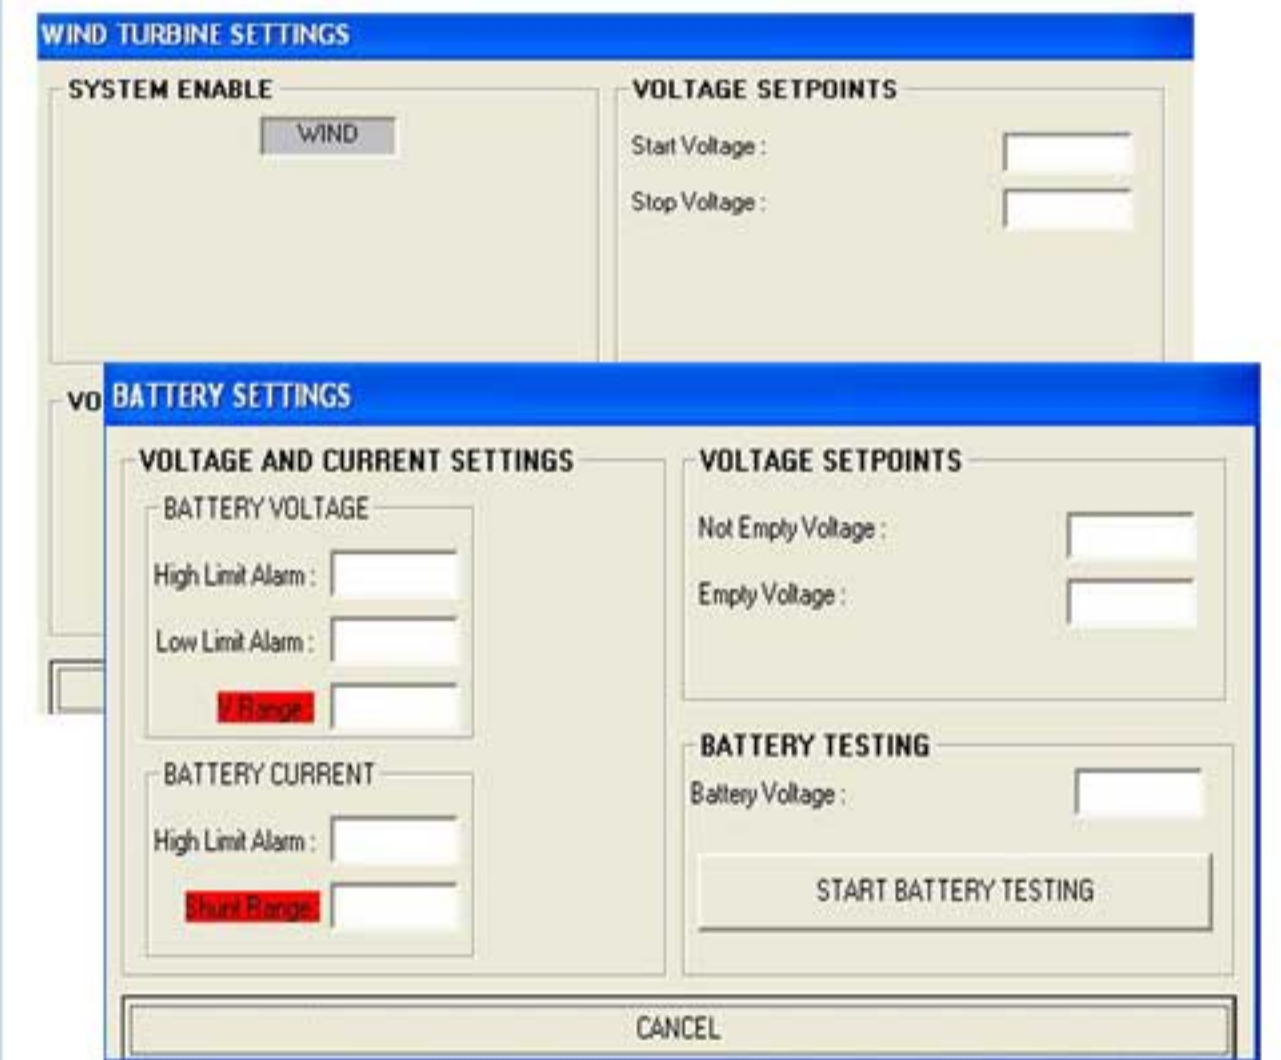 WIND TURBINE SETTINGS
SYSTEM ENABLE
WIND
VOLTAGE SETPOINTS
Start Voltage :
Stop Voltage :
VO
BATTERY SETTINGS
VOLTAGE AND CURRENT SETTINGS
BATTERY VOLTAGE
High Limit Alarm :
Low Limit Alarm :
V Range :
BATTERY CURRENT
High Limit Alarm :
Shunt Range :
VOLTAGE SETPOINTS
Not Empty Voltage :
Empty Voltage :
BATTERY TESTING
Battery Voltage :
START BATTERY TESTING
CANCEL